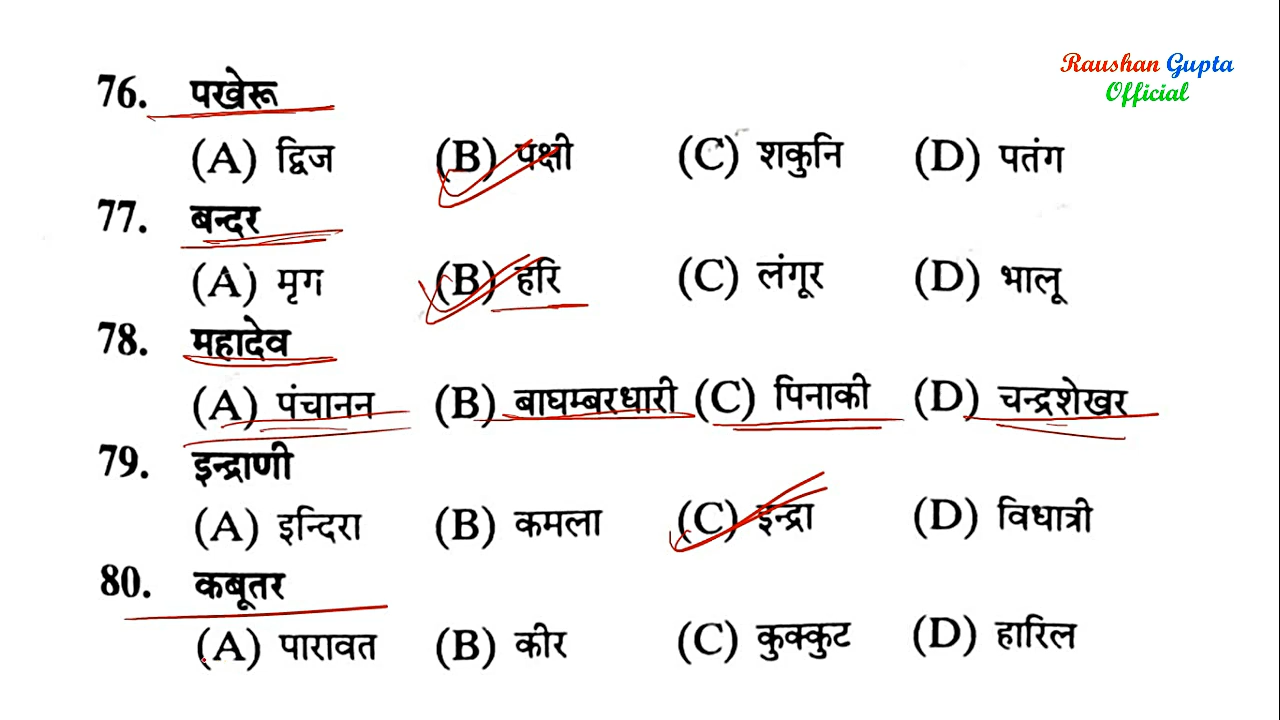 Raushan Gupta
Official
76. पखेरू
(A) द्विज (B) पक्षी (C) शकुनि (D) पतंग
77. बन्दर
(A) मृग (B) हरि (C) लंगूर (D) भालू
78. महादेव
(A) पंचानन (B) बाघम्बरधारी (C) पिनाकी (D) चन्द्रशेखर
79. इन्द्राणी
(A) इन्दिरा (B) कमला (C) इन्द्रा (D) विधात्री
80. कबूतर
(A) पारावत (B) कीर (C) कुक्कुट (D) हारिल